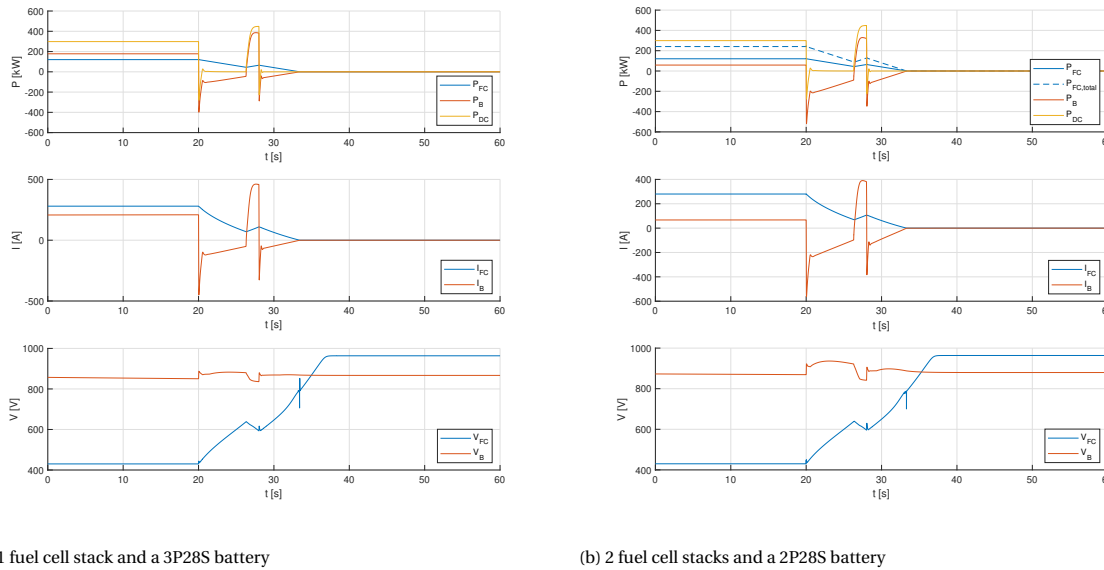 600
400
200
0
-200
-400
-600
P [kW]
P_FC
P_B
P_DC
0 10 20 30 40 50 60
t [s]
500
0
-500
I [A]
I_FC
I_B
0 10 20 30 40 50 60
t [s]
1000
800
600
400
V [V]
V_FC
V_B
0 10 20 30 40 50 60
t [s]
1 fuel cell stack and a 3P28S battery
600
400
200
0
-200
-400
-600
P [kW]
P_FC
P_FC,total
P_B
P_DC
0 10 20 30 40 50 60
t [s]
400
200
0
-200
-400
-600
I [A]
I_FC
I_B
0 10 20 30 40 50 60
t [s]
1000
800
600
400
V [V]
V_FC
V_B
0 10 20 30 40 50 60
t [s]
(b) 2 fuel cell stacks and a 2P28S battery